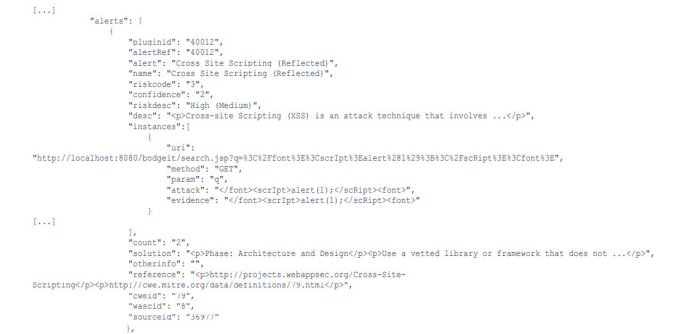 [...]
"alerts": [
{
"pluginid": "40012",
"alertRef": "40012",
"alert": "Cross Site Scripting (Reflected)",
"name": "Cross Site Scripting (Reflected)",
"riskcode": "3",
"confidence": "2",
"riskdesc": "High (Medium)",
"desc": "<p>Cross-site Scripting (XSS) is an attack technique that involves ...</p>",
"instances":[
{
"uri":
"http://localhost:8080/bodgeit/search.jsp?q=%3C%2Ffont%3E%3CscrIpt%3Ealert%281%29%3B%3C%2FscRipt%3E%3Cfont%3E",
"method": "GET",
"param": "q",
"attack": "</font><scrIpt>alert(1);</scRipt><font>",
"evidence": "</font><scrIpt>alert(1);</scRipt><font>"
}
[...]
],
"count": "2",
"solution": "<p>Phase: Architecture and Design</p><p>Use a vetted library or framework that does not ...</p>",
"otherinfo": "",
"reference": "<p>http://projects.webappsec.org/Cross-Site-
Scripting</p><p>http://cwe.mitre.org/data/definitions/79.html</p>",
"cweid": "79",
"wascid": "8",
"sourceid": "36977"
},